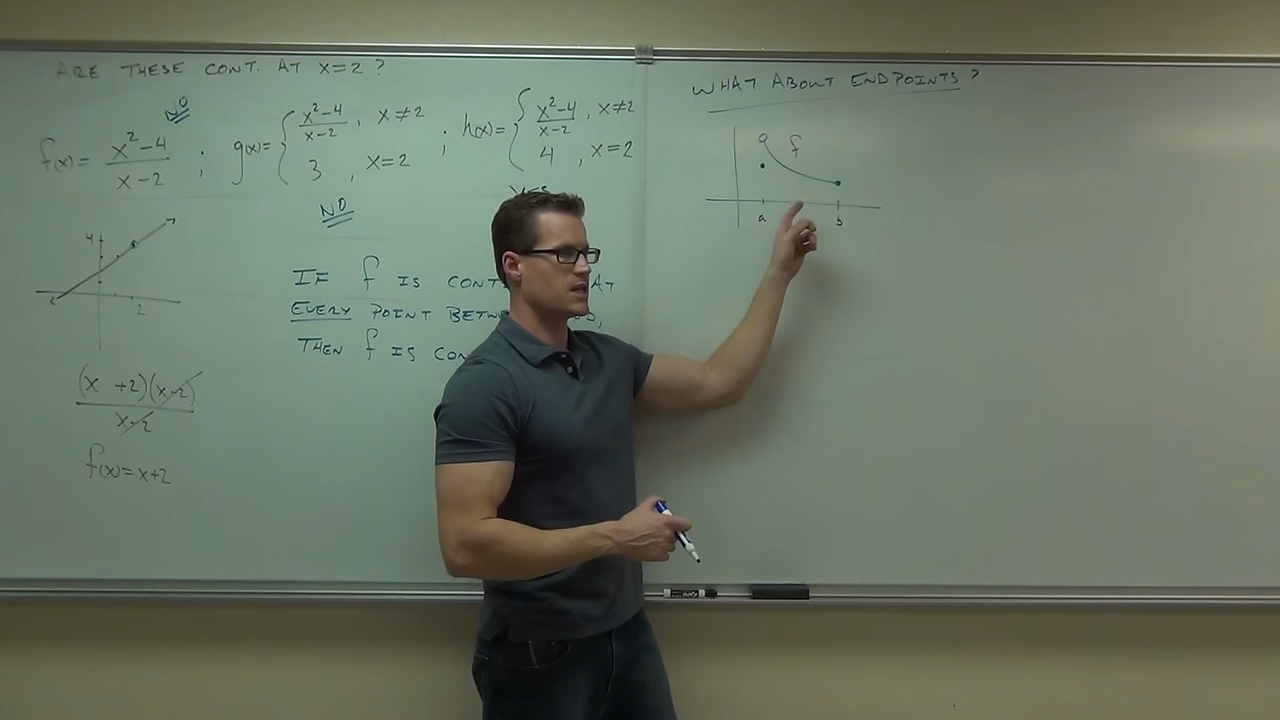 ARE THESE CONT. AT X=2?
NO
f(x)= x²-4 / x-2 ; g(x)= { x²-4 / x-2 , x≠2 ; h(x)= { x²-4 / x-2 , x≠2
3 , x=2
4 , x=2
YES
NO
4
2
IF f IS CONT AT
EVERY POINT
THEN f IS
(x +2)(x-2)
x-2
f(x)=x+2
WHAT ABOUT ENDPOINTS?
f
a b